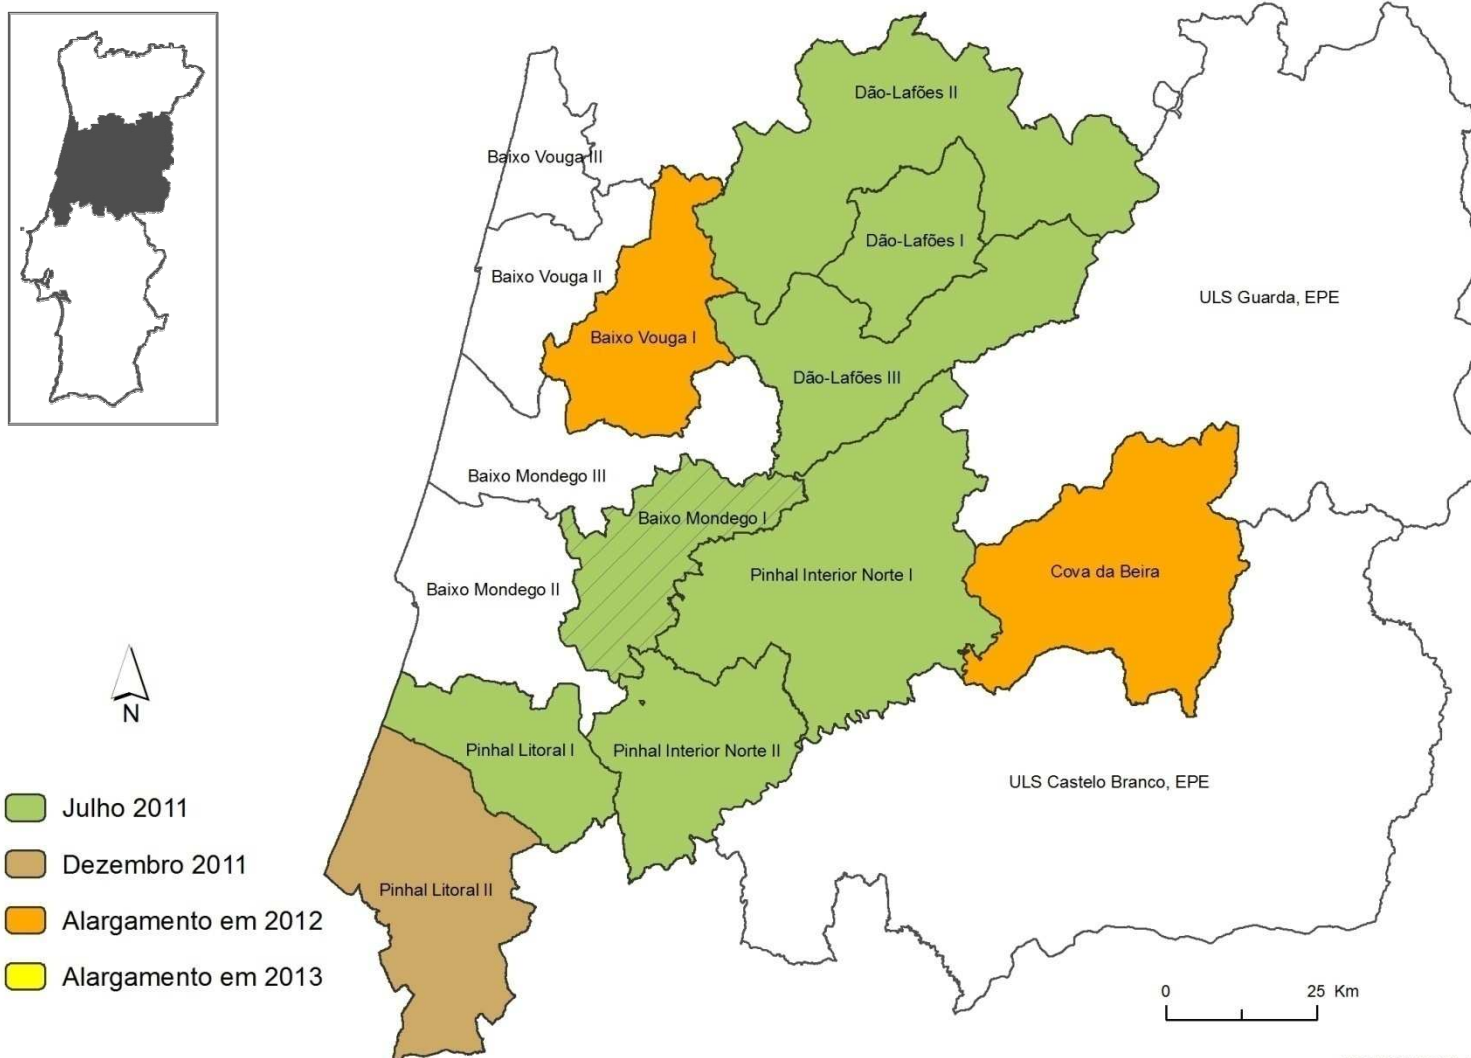 Dão-Lafões II
Baixo Vouga III
Dão-Lafões I
Baixo Vouga II
ULS Guarda, EPE
Baixo Vouga I
Dão-Lafões III
Baixo Mondego III
Baixo Mondego I
Pinhal Interior Norte I
Cova da Beira
Baixo Mondego II
N
Pinhal Litoral I
Pinhal Interior Norte II
ULS Castelo Branco, EPE
Julho 2011
Dezembro 2011
Pinhal Litoral II
Alargamento em 2012
Alargamento em 2013
0 25 Km